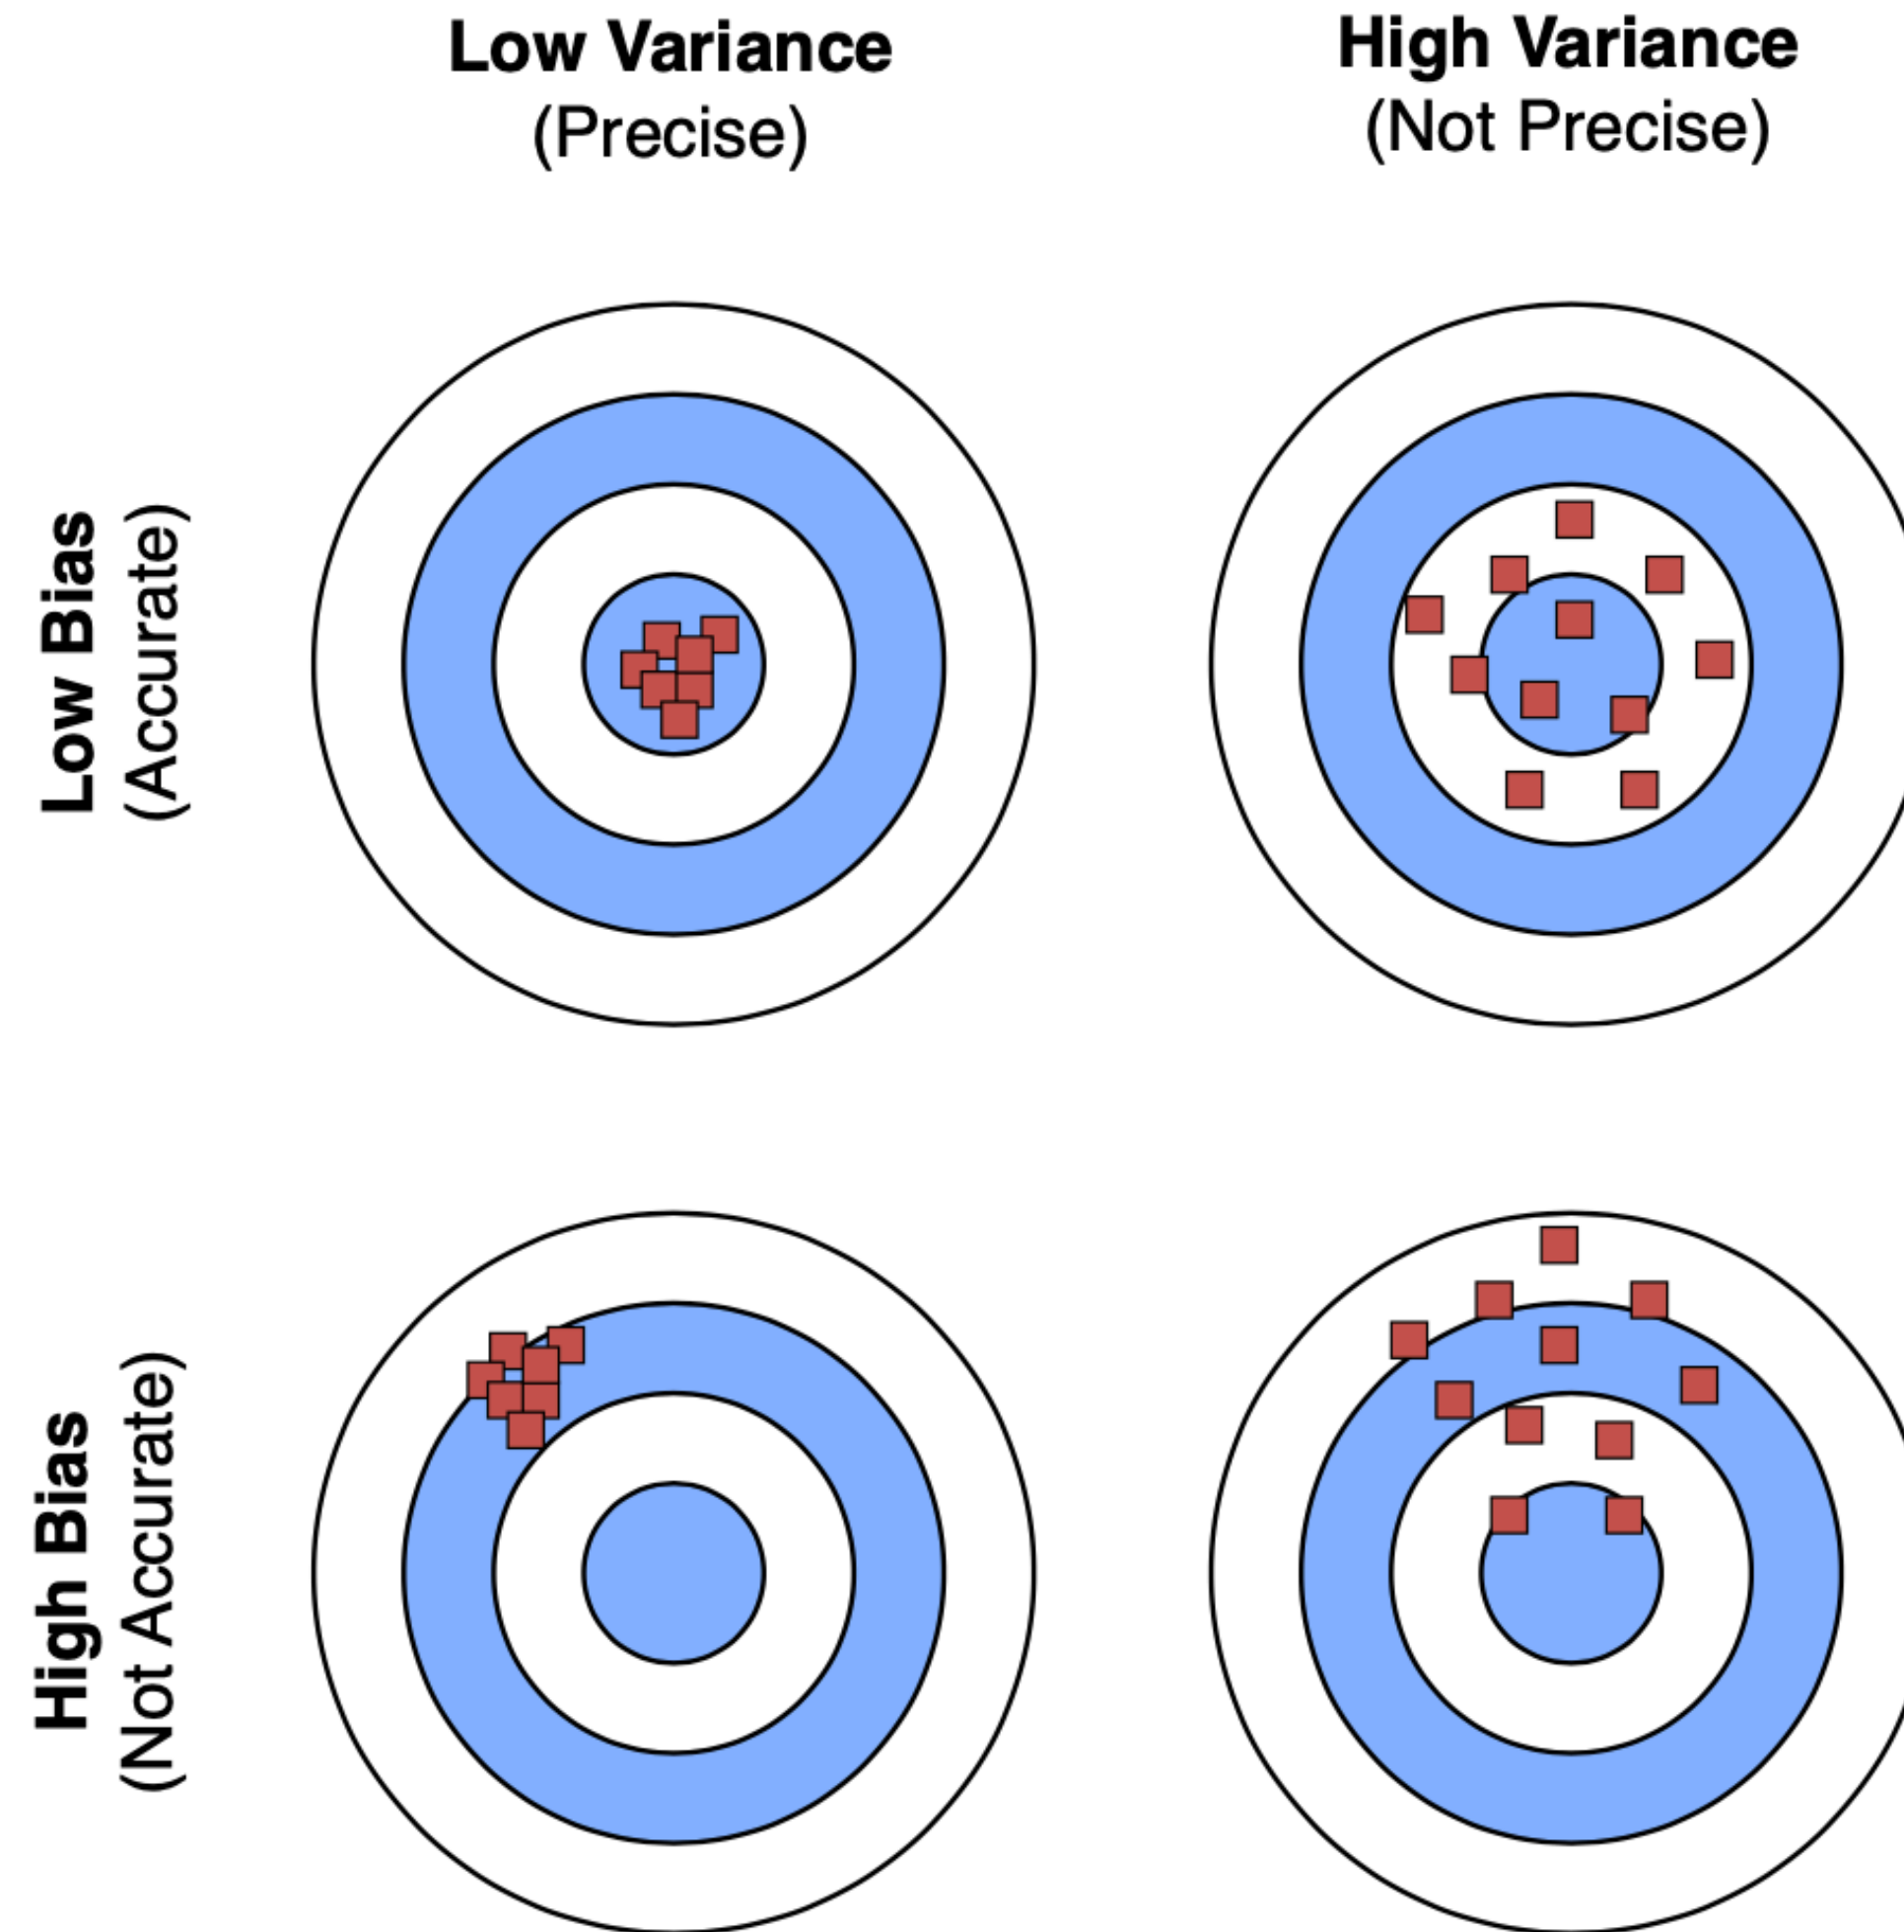 Low Variance
(Precise)
High Variance
(Not Precise)
Low Bias
(Accurate)
High Bias
(Not Accurate)